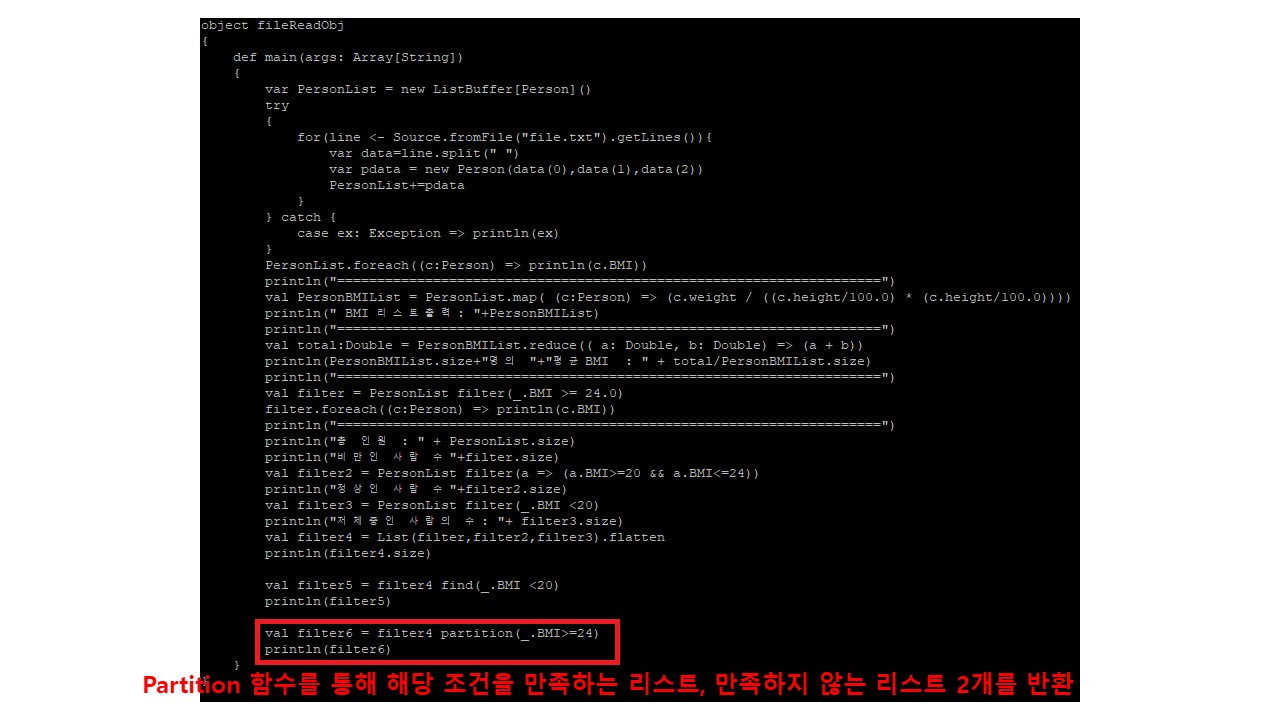 object fileReadObj
{
def main(args: Array[String])
{
var PersonList = new ListBuffer[Person]()
try
{
for(line <- Source.fromFile("file.txt").getLines()){
var data=line.split(" ")
var pdata = new Person(data(0),data(1),data(2))
PersonList+=pdata
}
} catch {
case ex: Exception => println(ex)
}
PersonList.foreach((c:Person) => println(c.BMI))
println("====================================================================")
val PersonBMIList = PersonList.map( (c:Person) => (c.weight / ((c.height/100.0) * (c.height/100.0))))
println(" BMI 리스트출력 : "+PersonBMIList)
println("====================================================================")
val total:Double = PersonBMIList.reduce(( a: Double, b: Double) => (a + b))
println(PersonBMIList.size+"명의 "+"평균BMI : " + total/PersonBMIList.size)
println("====================================================================")
val filter = PersonList filter(_.BMI >= 24.0)
filter.foreach((c:Person) => println(c.BMI))
println("====================================================================")
println("총 인원 : " + PersonList.size)
println("비만인 사람 수 "+filter.size)
val filter2 = PersonList filter(a => (a.BMI>=20 && a.BMI<=24))
println("정상인 사람 수 "+filter2.size)
val filter3 = PersonList filter(_.BMI <20)
println("저체중인 사람의 수 : "+ filter3.size)
val filter4 = List(filter,filter2,filter3).flatten
println(filter4.size)
val filter5 = filter4 find(_.BMI <20)
println(filter5)
val filter6 = filter4 partition(_.BMI>=24)
println(filter6)
}
Partition 함수를 통해 해당 조건을 만족하는 리스트, 만족하지 않는 리스트 2개를 반환